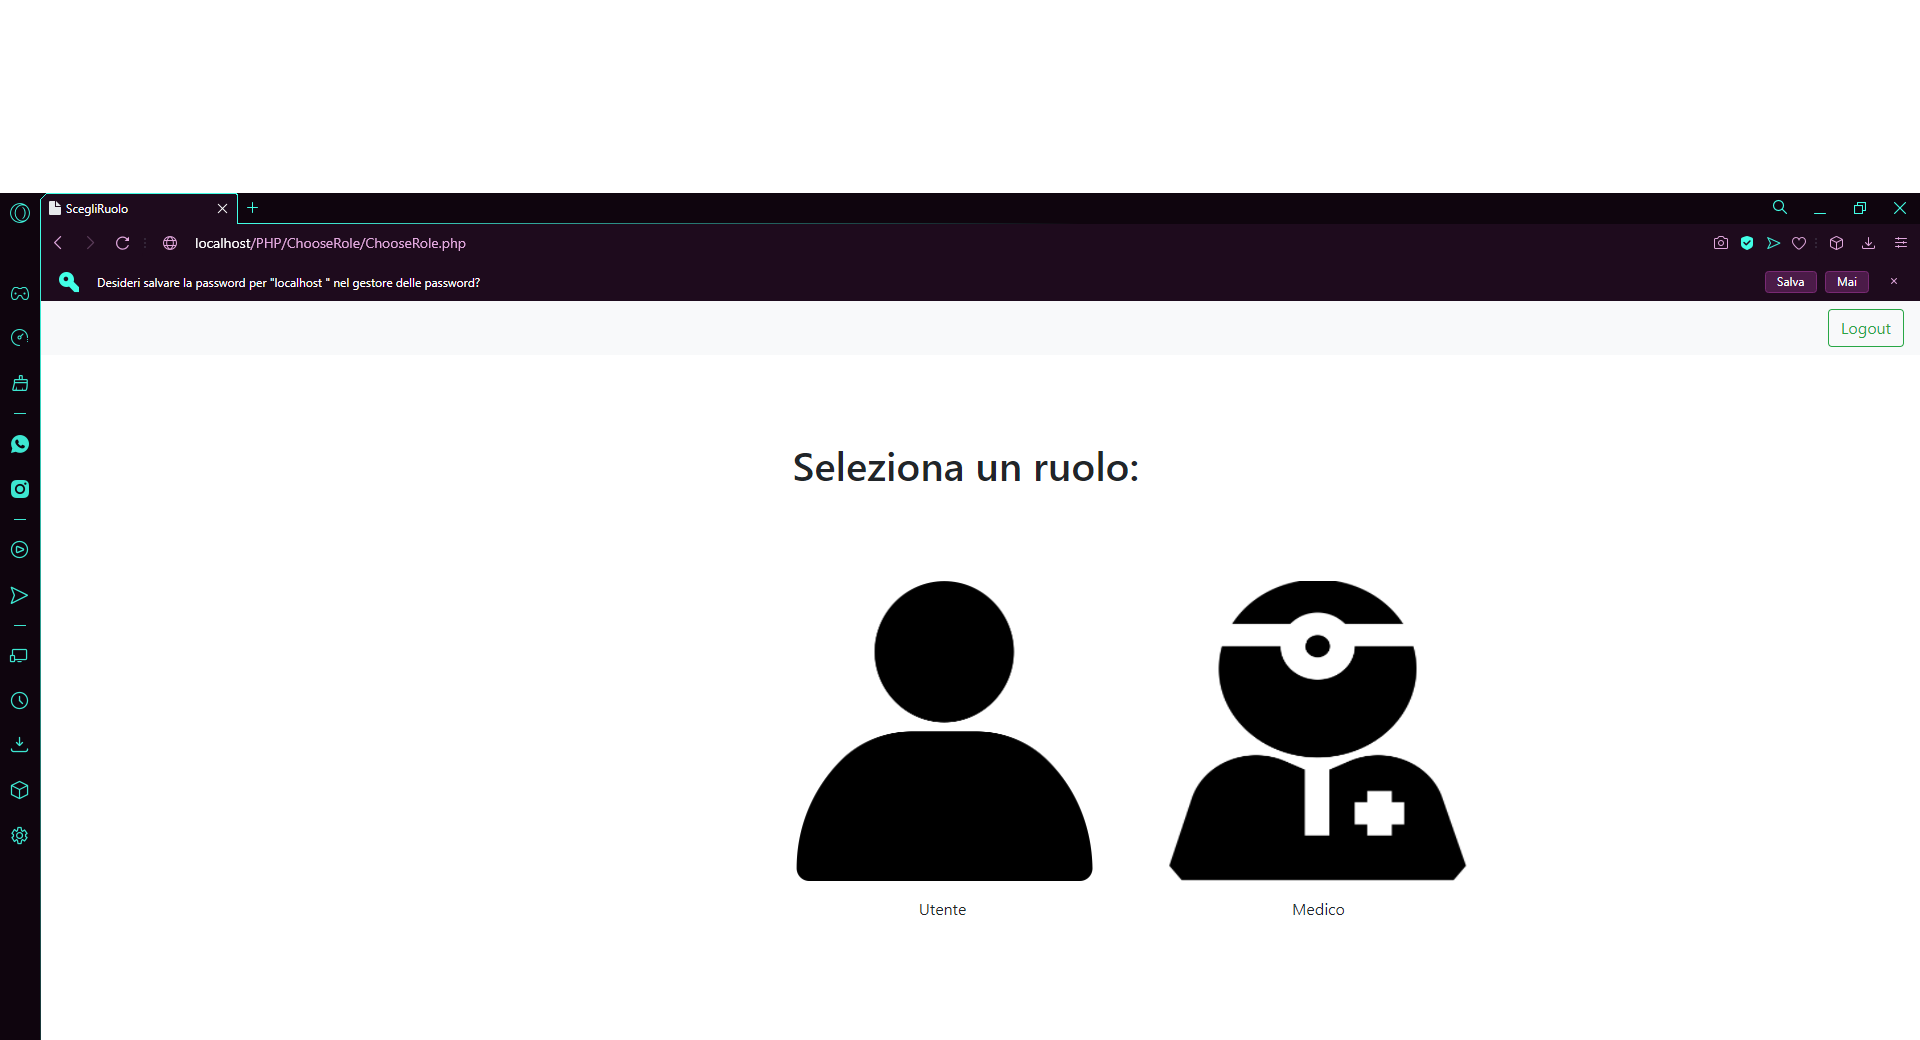 ScegliRuolo
localhost/PHP/ChooseRole/ChooseRole.php
Desideri salvare la password per "localhost " nel gestore delle password?
Salva
Mai
Logout
Seleziona un ruolo:
Utente
Medico